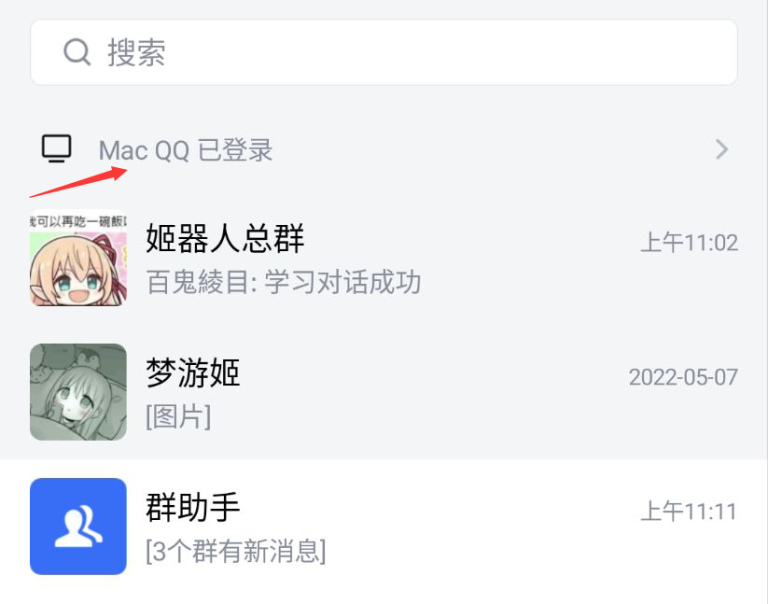 搜索
Mac QQ 已登录
我可以再吃一碗飯
姬器人总群
上午11:02
百鬼綾目: 学习对话成功
梦游姬
2022-05-07
[图片]
群助手
上午11:11
[3个群有新消息]